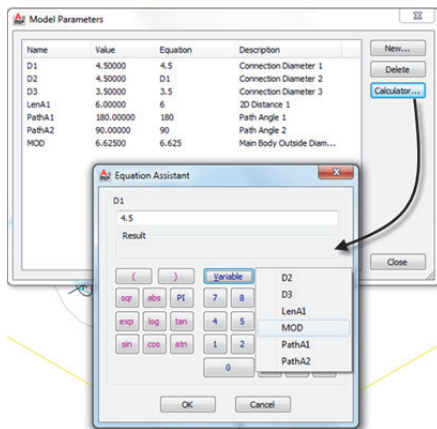 Model Parameters
Name Value Equation Description
D1 4.50000 4.5 Connection Diameter 1
D2 4.50000 D1 Connection Diameter 2
D3 3.50000 3.5 Connection Diameter 3
LenA1 6.00000 6 2D Distance 1
PathA1 180.00000 180 Path Angle 1
PathA2 90.00000 90 Path Angle 2
MOD 6.62500 6.625 Main Body Outside Diam...
New...
Delete
Calculator...
Close
Equation Assistant
D1
4.5
Result
( ) Variable
sqr abs PI 7 8
exp log tan 4 5
sin cos atn 1 2
0
D2
D3
LenA1
MOD
PathA1
PathA2
OK Cancel